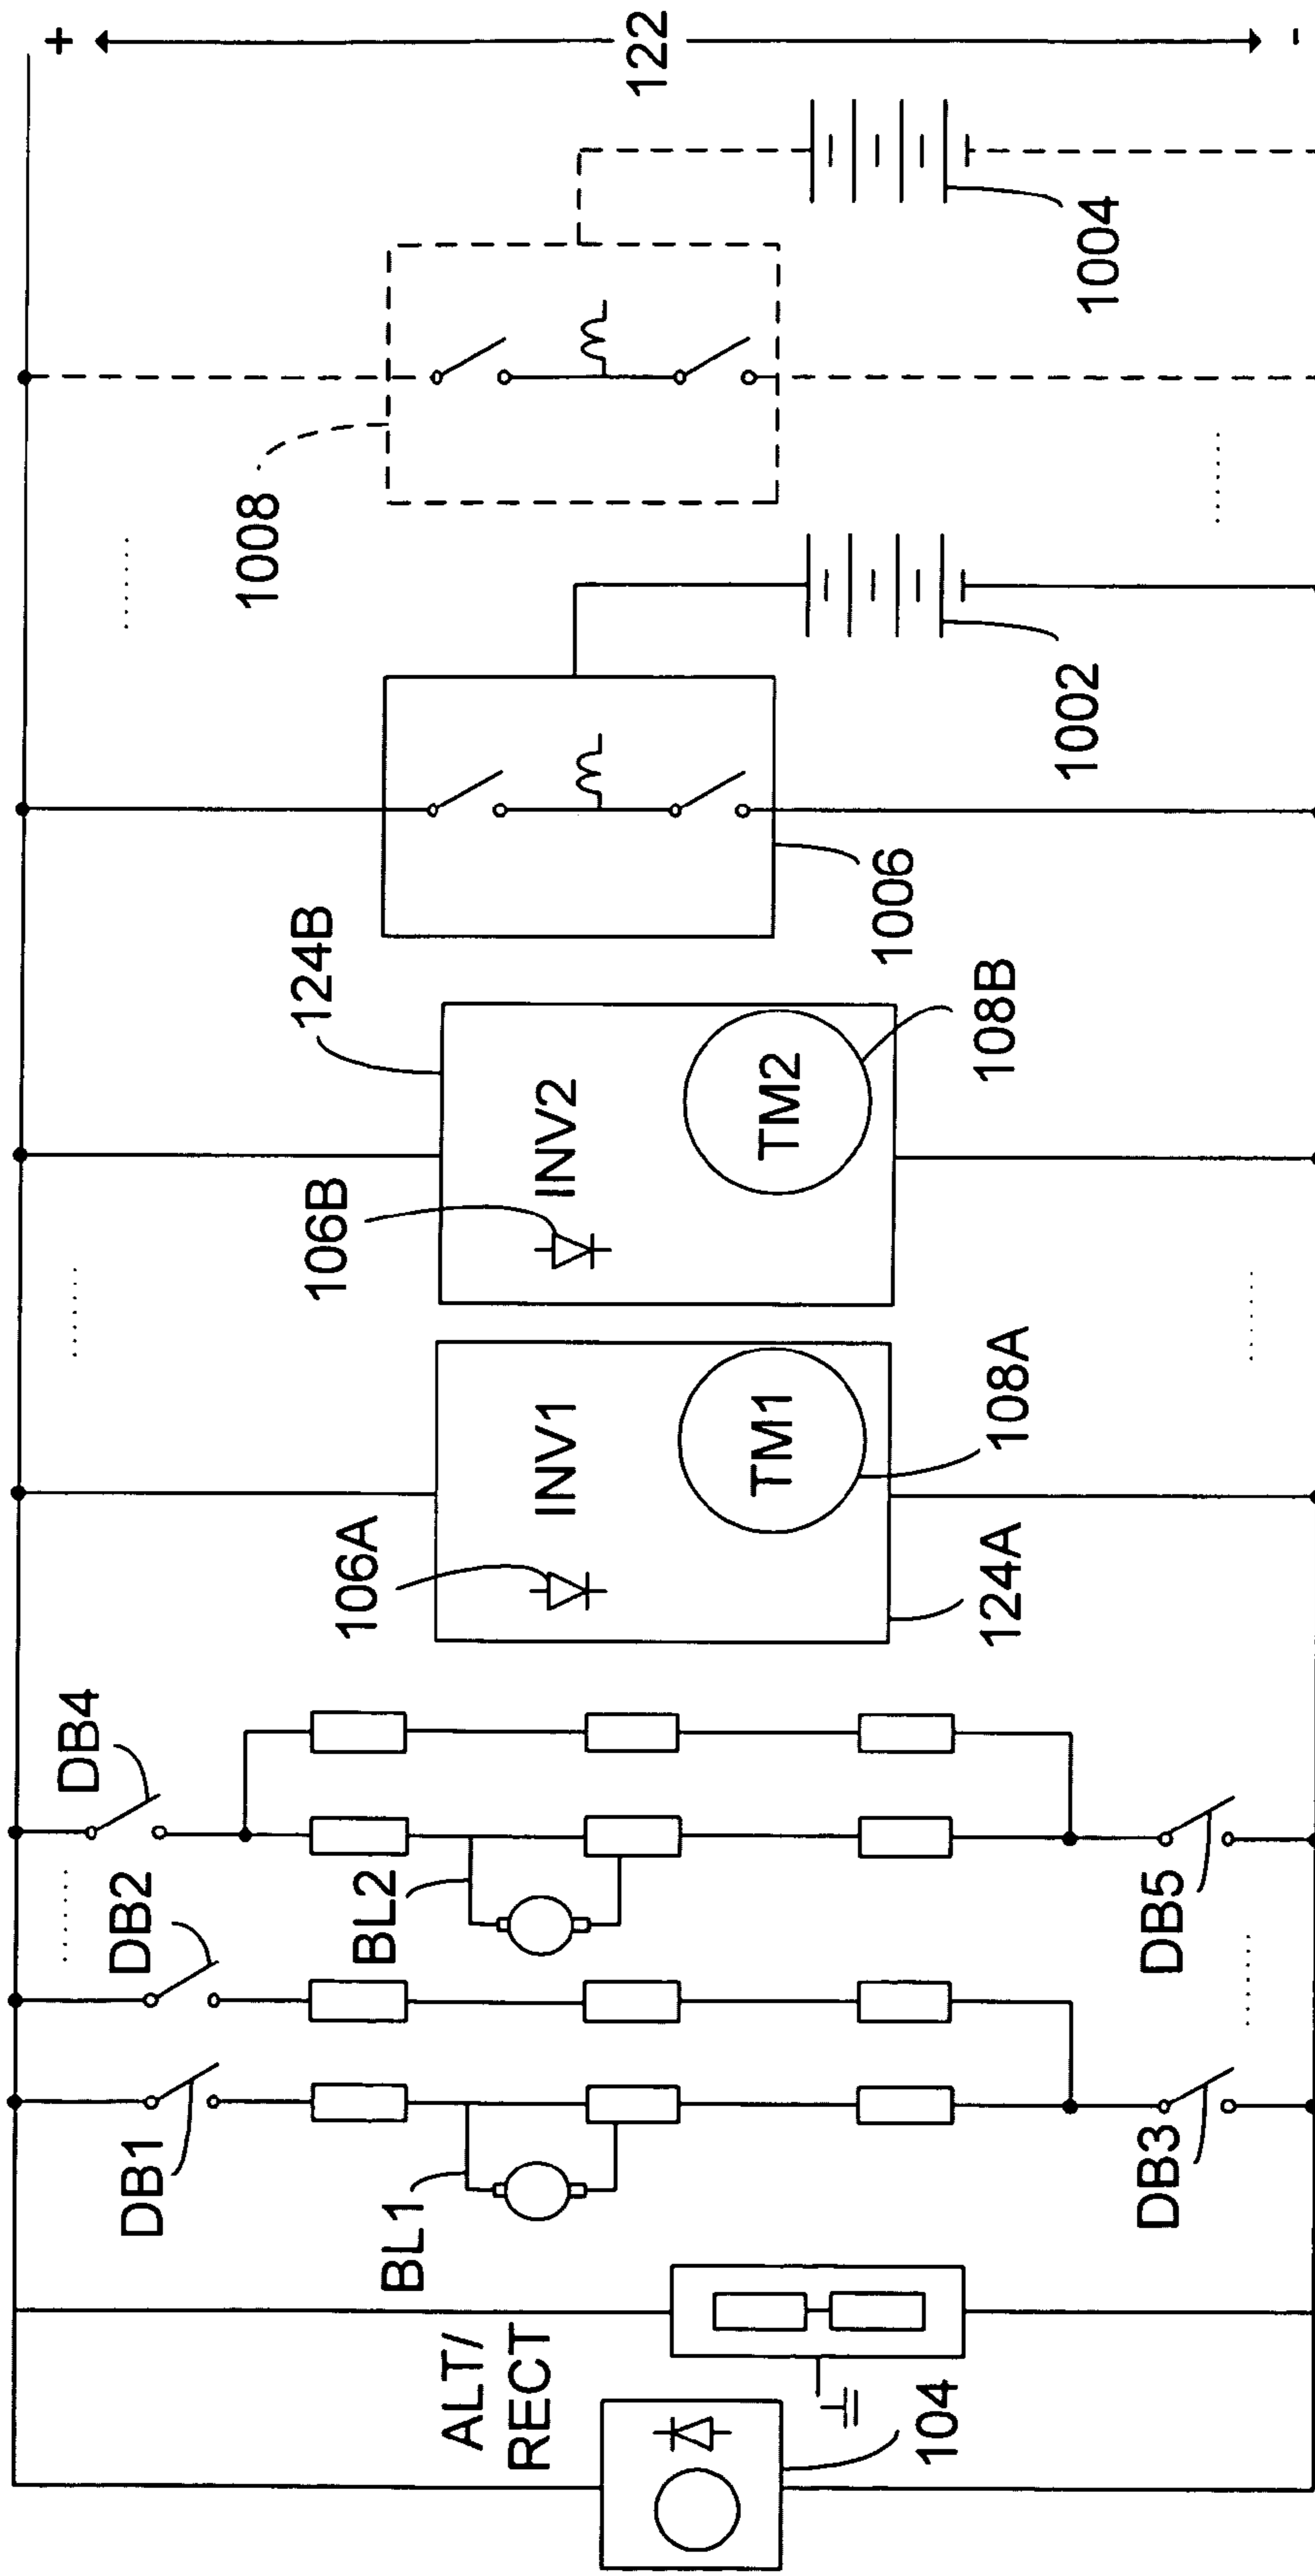 +
122
-
1008
1004
1002
1006
124B
INV2
TM2
106B
108B
INV1
TM1
106A
108A
124A
DB4
DB2
BL2
DB5
DB1
BL1
DB3
ALT/
RECT
104